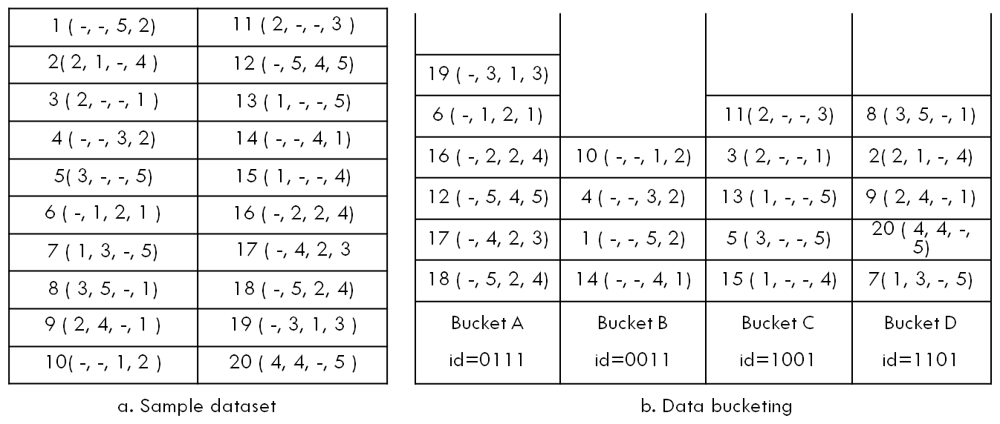 1 ( -, -, 5, 2)
11 ( 2, -, -, 3 )
2( 2, 1, -, 4 )
12 ( -, 5, 4, 5)
3 ( 2, -, -, 1 )
13 ( 1, -, -, 5)
4 ( -, -, 3, 2)
14 ( -, -, 4, 1)
5( 3, -, -, 5)
15 ( 1, -, -, 4)
6 ( -, 1, 2, 1 )
16 ( -, 2, 2, 4)
7 ( 1, 3, -, 5)
17 ( -, 4, 2, 3
8 ( 3, 5, -, 1)
18 ( -, 5, 2, 4)
9 ( 2, 4, -, 1 )
19 ( -, 3, 1, 3 )
10( -, -, 1, 2 )
20 ( 4, 4, -, 5 )
a. Sample dataset
19 ( -, 3, 1, 3)
6 ( -, 1, 2, 1)
11( 2, -, -, 3)
8 ( 3, 5, -, 1)
16 ( -, 2, 2, 4)
10 ( -, -, 1, 2)
3 ( 2, -, -, 1)
2( 2, 1, -, 4)
12 ( -, 5, 4, 5)
4 ( -, -, 3, 2)
13 ( 1, -, -, 5)
9 ( 2, 4, -, 1)
17 ( -, 4, 2, 3)
1 ( -, -, 5, 2)
5 ( 3, -, -, 5)
20 ( 4, 4, -,
5)
18 ( -, 5, 2, 4)
14 ( -, -, 4, 1)
15 ( 1, -, -, 4)
7( 1, 3, -, 5)
Bucket A
Bucket B
Bucket C
Bucket D
id=0111
id=0011
id=1001
id=1101
b. Data bucketing